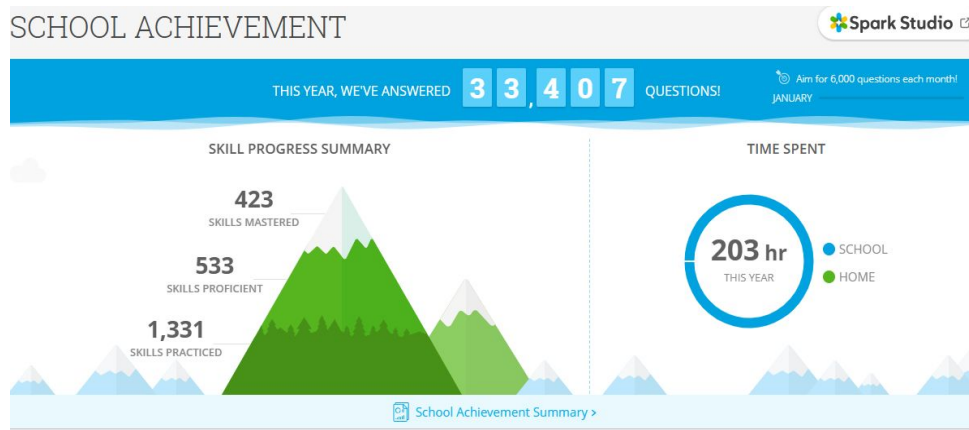 SCHOOL ACHIEVEMENT
Spark Studio
THIS YEAR, WE'VE ANSWERED 33,407 QUESTIONS!
Aim for 6,000 questions each month!
JANUARY
SKILL PROGRESS SUMMARY
423
SKILLS MASTERED
533
SKILLS PROFICIENT
1,331
SKILLS PRACTICED
TIME SPENT
203 hr
THIS YEAR
SCHOOL
HOME
School Achievement Summary >